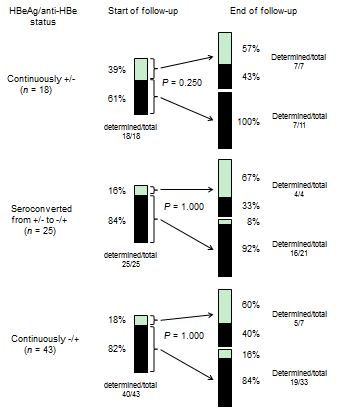 HBeAg/anti-HBe status Start of follow-up End of follow-up
57%
Determined/total
7/7
39%
Continuously +/-
(n = 18)
P = 0.250
43%
61%
determined/total
18/18
100%
Determined/total
7/11
67%
Determined/total
4/4
16%
Seroconverted
from +/- to -/+
(n = 25)
P = 1.000
33%
84%
8%
determined/total
25/25
92%
Determined/total
16/21
60%
Determined/total
5/7
18%
Continuously -/+
(n = 43)
P = 1.000
40%
82%
16%
determined/total
40/43
84%
Determined/total
19/33